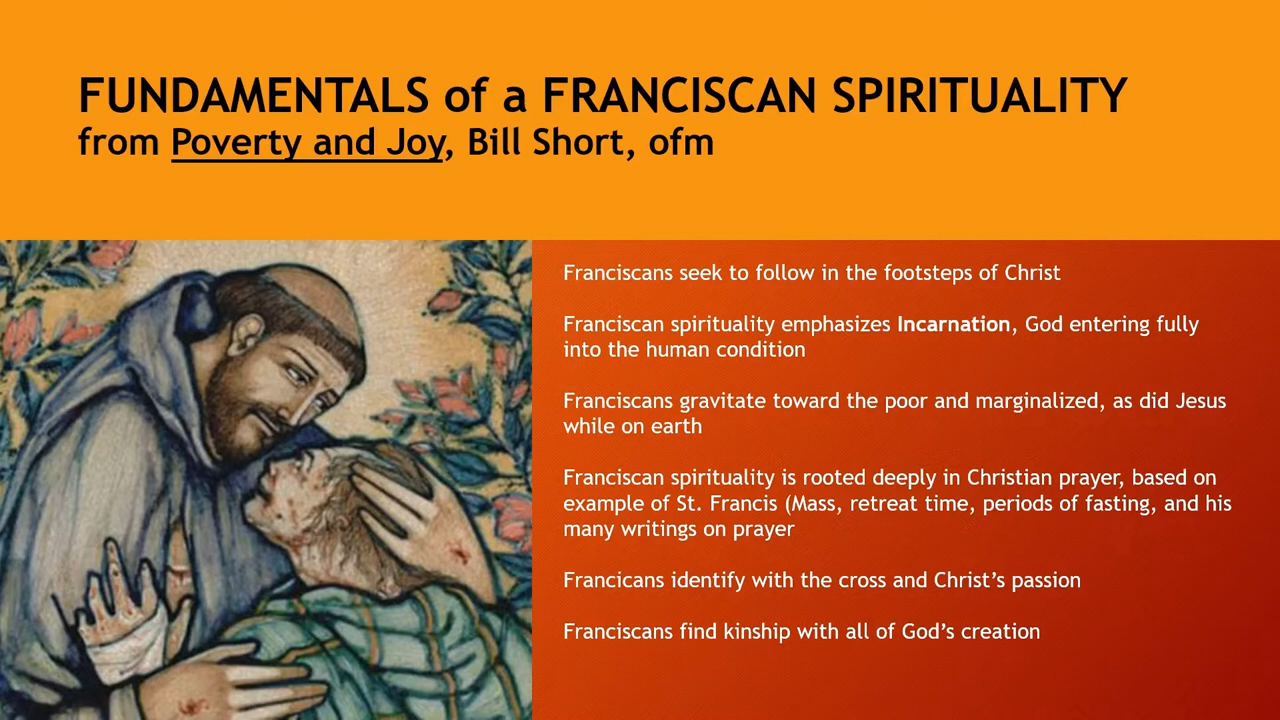 FUNDAMENTALS of a FRANCISCAN SPIRITUALITY
from Poverty and Joy, Bill Short, ofm
Franciscans seek to follow in the footsteps of Christ
Franciscan spirituality emphasizes Incarnation, God entering fully
into the human condition
Franciscans gravitate toward the poor and marginalized, as did Jesus
while on earth
Franciscan spirituality is rooted deeply in Christian prayer, based on
example of St. Francis (Mass, retreat time, periods of fasting, and his
many writings on prayer
Francicans identify with the cross and Christ’s passion
Franciscans find kinship with all of God’s creation